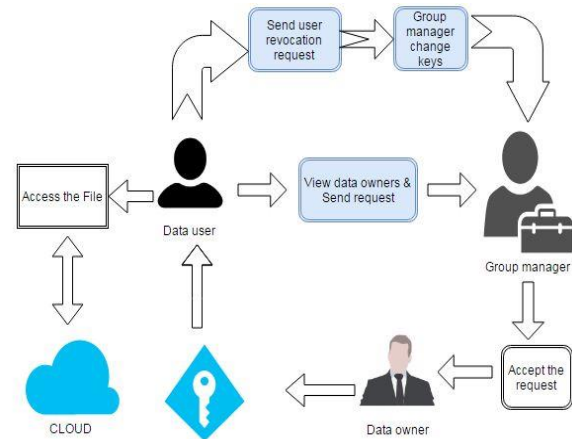 Send user
revocation
request
Group
manager
change
keys
Access the File
Data user
View data owners &
Send request
Group manager
CLOUD
Data owner
Accept the
request